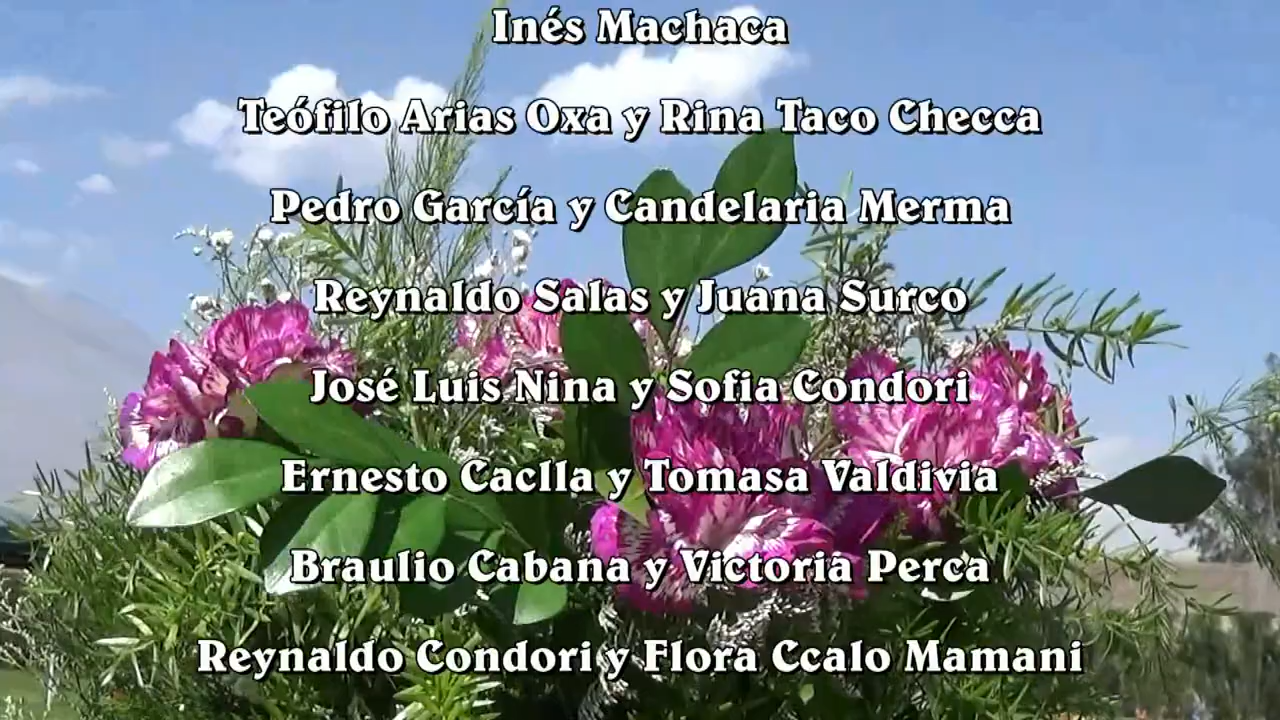 Inés Machaca
Teófilo Arias Oxa y Rina Taco Checca
Pedro García y Candelaria Merma
Reynaldo Salas y Juana Surco
José Luis Nina y Sofia Condori
Ernesto Caclla y Tomasa Valdivia
Braulio Cabana y Victoria Perca
Reynaldo Condori y Flora Ccalo Mamani